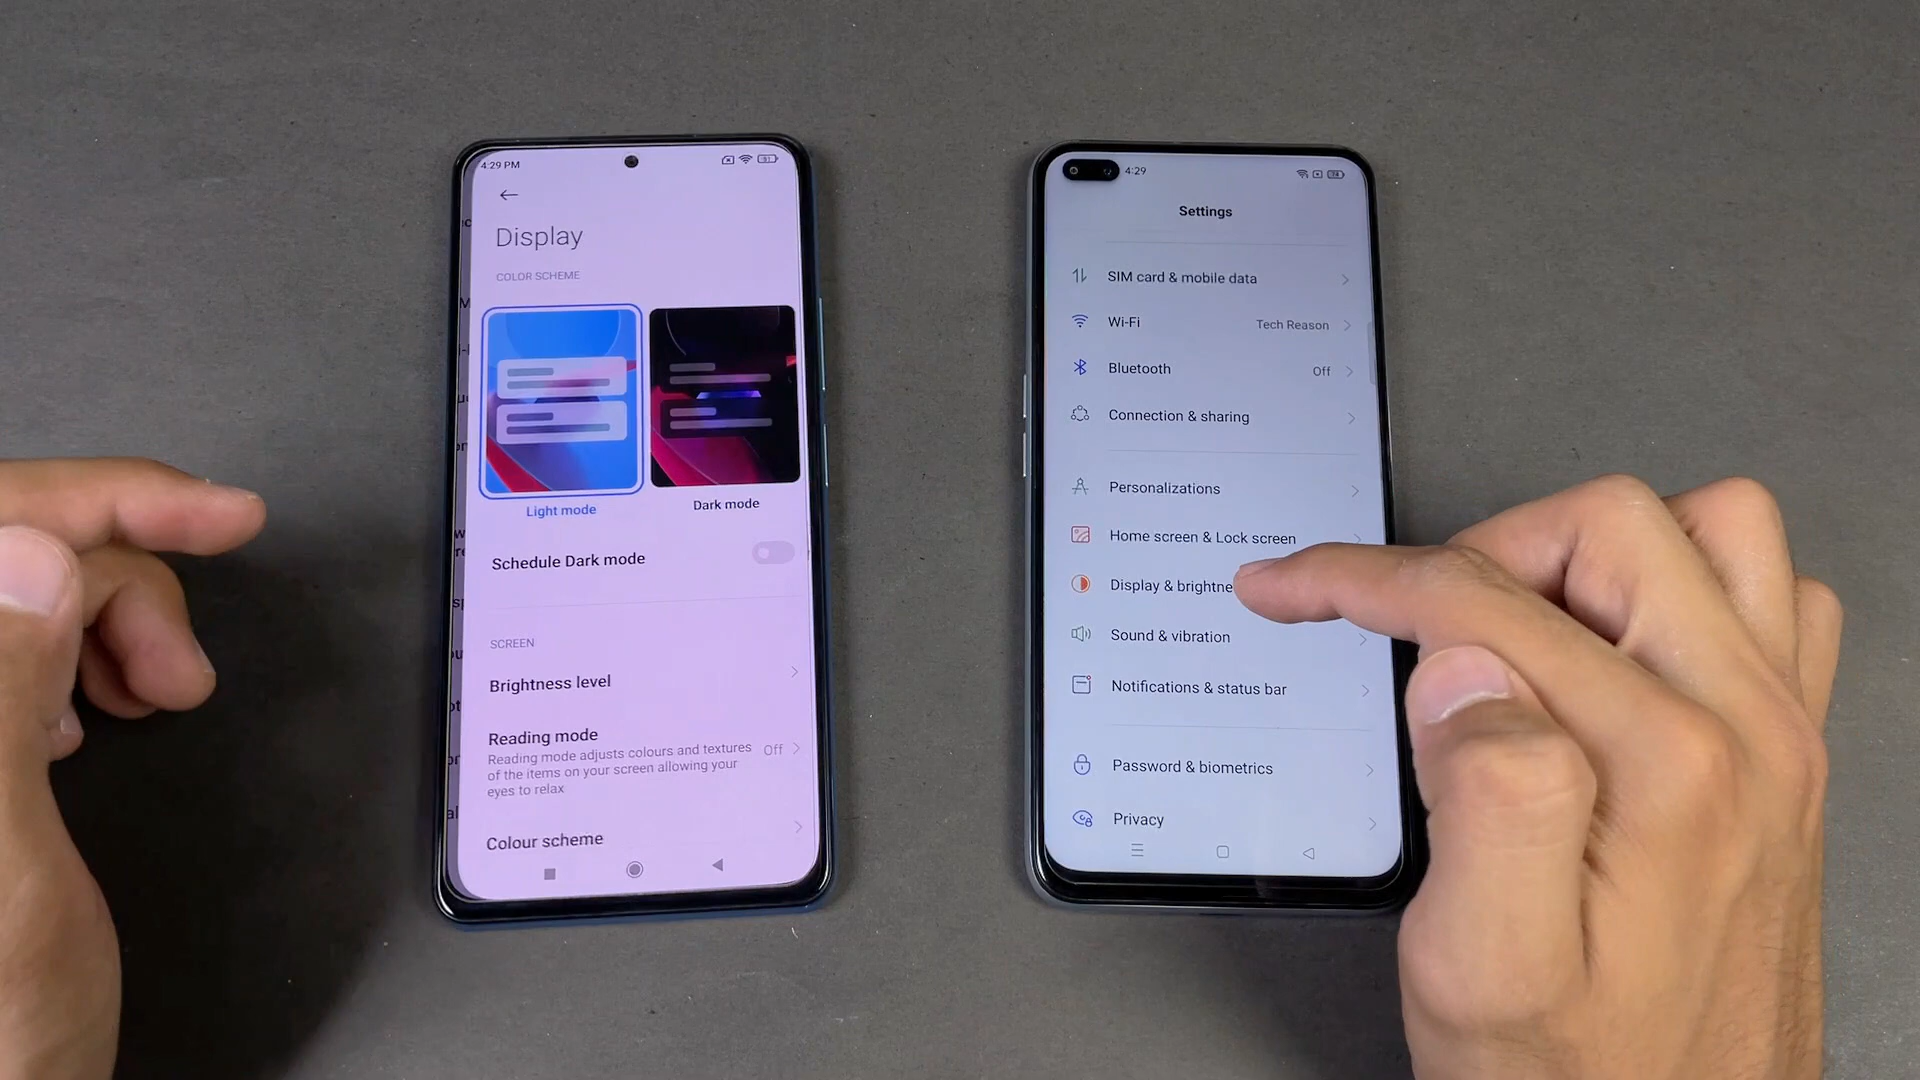 4:29 PM
Display
COLOR SCHEME
Light mode
Dark mode
Schedule Dark mode
SCREEN
Brightness level
Reading mode
Reading mode adjusts colours and textures
of the items on your screen allowing your
eyes to relax
Off
Colour scheme
4:29
Settings
SIM card & mobile data
Wi-Fi
Tech Reason
Bluetooth
Off
Connection & sharing
Personalizations
Home screen & Lock screen
Display & brightne
Sound & vibration
Notifications & status bar
Password & biometrics
Privacy